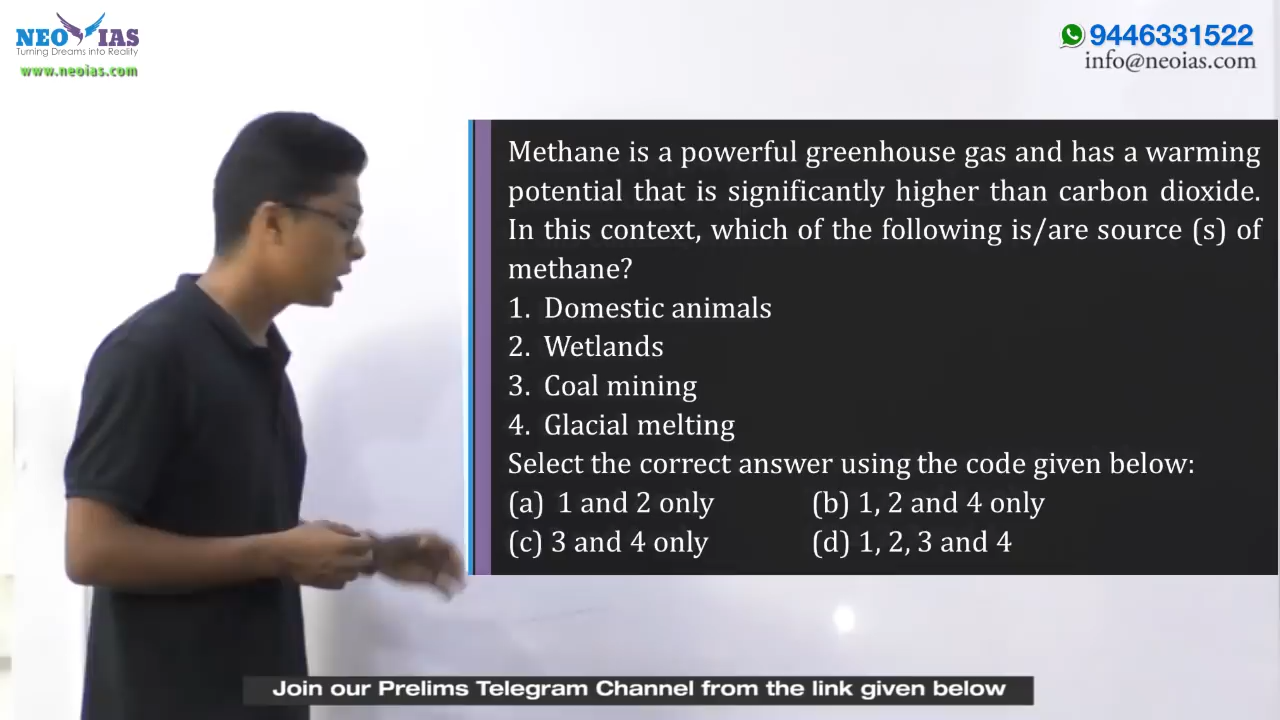 NEO IAS
Turning Dreams into Reality
www.neoias.com
9446331522
info@neoias.com
Methane is a powerful greenhouse gas and has a warming
potential that is significantly higher than carbon dioxide.
In this context, which of the following is/are source (s) of
methane?
1. Domestic animals
2. Wetlands
3. Coal mining
4. Glacial melting
Select the correct answer using the code given below:
(a) 1 and 2 only (b) 1, 2 and 4 only
(c) 3 and 4 only (d) 1, 2, 3 and 4
Join our Prelims Telegram Channel from the link given below